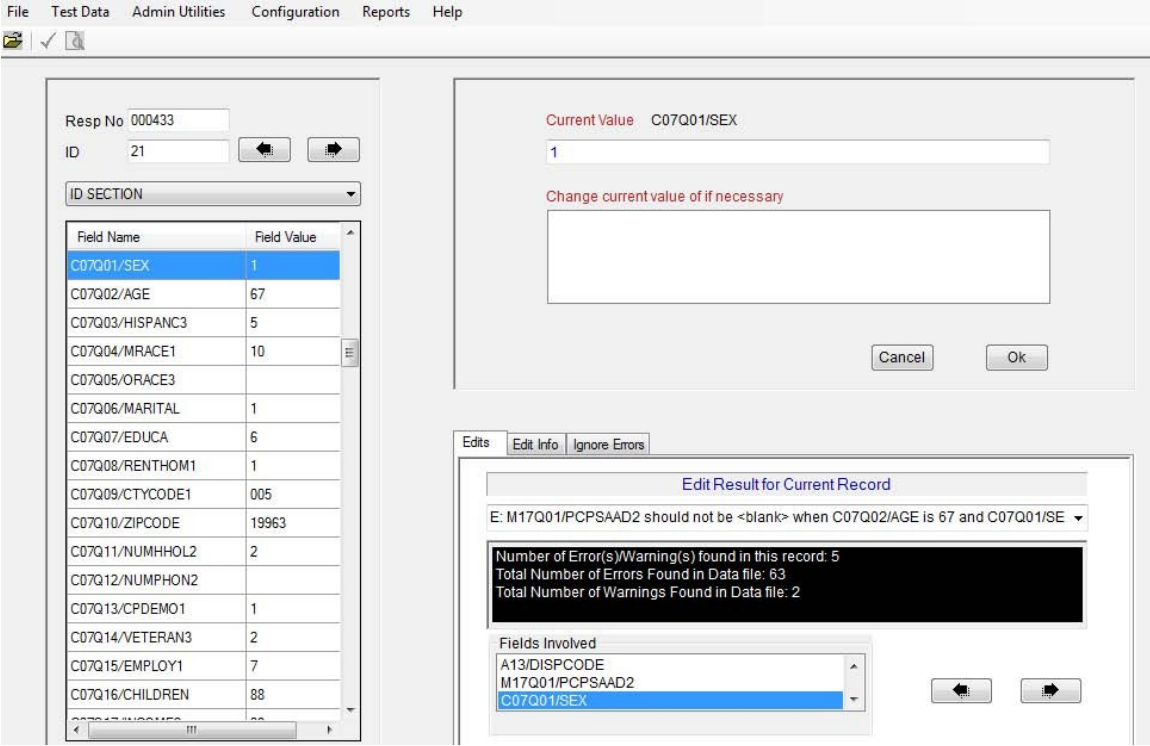 File Test Data Admin Utilities Configuration Reports Help
Resp No 000433
ID 21
ID SECTION
Field Name Field Value
C07Q01/SEX 1
C07Q02/AGE 67
C07Q03/HISPANC3 5
C07Q04/MRACE1 10
C07Q05/ORACE3
C07Q06/MARITAL 1
C07Q07/EDUCA 6
C07Q08/RENTHOM1 1
C07Q09/CTYCODE1 005
C07Q10/ZIPCODE 19963
C07Q11/NUMHHOL2 2
C07Q12/NUMPHON2
C07Q13/CPDEMO1 1
C07Q14/VETERAN3 2
C07Q15/EMPLOY1 7
C07Q16/CHILDREN 88
Current Value C07Q01/SEX
1
Change current value of if necessary
Cancel Ok
Edits Edit Info Ignore Errors
Edit Result for Current Record
E: M17Q01/PCPSAAD2 should not be <blank> when C07Q02/AGE is 67 and C07Q01/SE
Number of Error(s)/Warning(s) found in this record: 5
Total Number of Errors Found in Data file: 63
Total Number of Warnings Found in Data file: 2
Fields Involved
A13/DISPCODE
M17Q01/PCPSAAD2
C07Q01/SEX